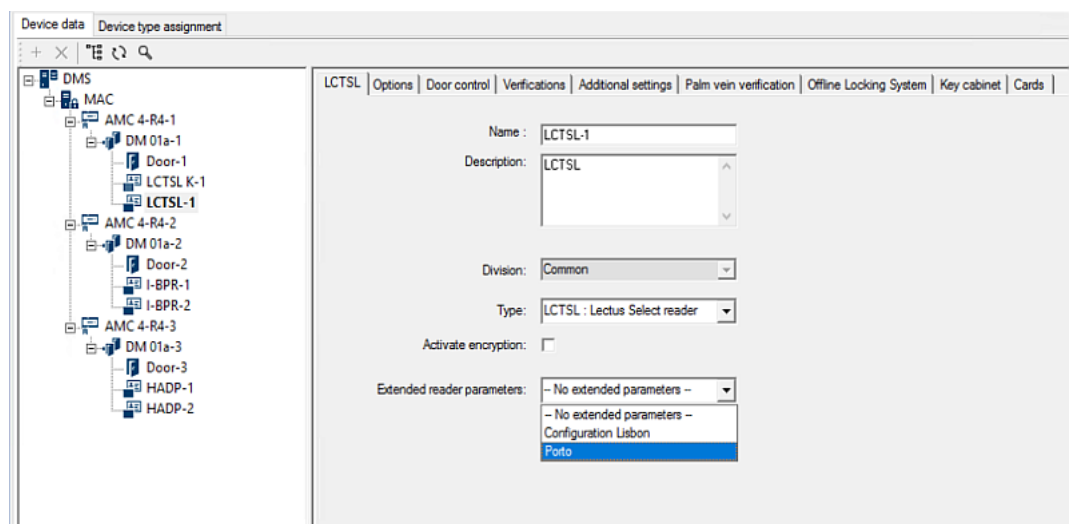 Device data Device type assignment
DMS
MAC
AMC 4-R4-1
DM 01a-1
Door-1
LCTSL K-1
LCTSL-1
AMC 4-R4-2
DM 01a-2
Door-2
I-BPR-1
I-BPR-2
AMC 4-R4-3
DM 01a-3
Door-3
HADP-1
HADP-2
LCTSL Options Door control Verifications Additional settings Palm vein verification Offline Locking System Key cabinet Cards
Name : LCTSL-1
Description: LCTSL
Division: Common
Type: LCTSL : Lectus Select reader
Activate encryption:
Extended reader parameters: -- No extended parameters --
-- No extended parameters --
Configuration Lisbon
Porto